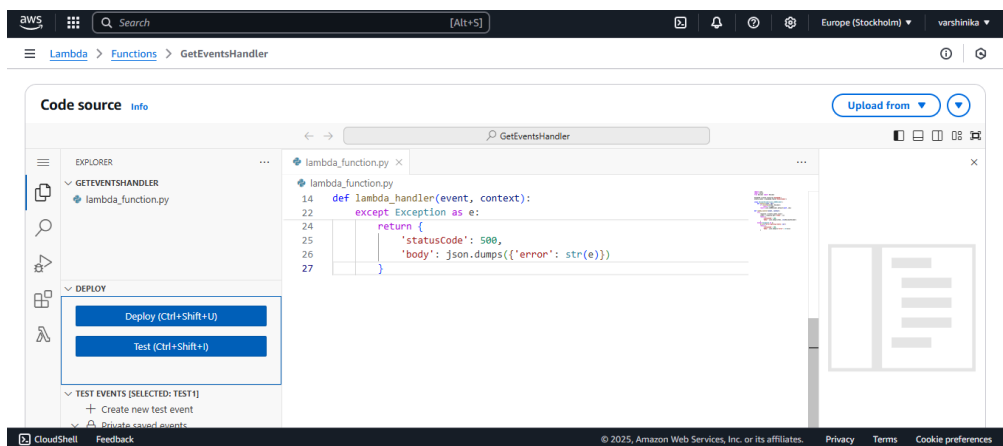 aws
Search [Alt+S] Europe (Stockholm) varshinika
Lambda > Functions > GetEventsHandler
Code source Info Upload from
GetEventsHandler
EXPLORER ... lambda_function.py ...
GETEVENTSHANDLER lambda_function.py
lambda_function.py
14 def lambda_handler(event, context):
22 except Exception as e:
24 return {
25 'statusCode': 500,
26 'body': json.dumps({'error': str(e)})
27 }
DEPLOY
Deploy (Ctrl+Shift+U)
Test (Ctrl+Shift+I)
TEST EVENTS [SELECTED: TEST1]
Create new test event
Private saved events
CloudShell Feedback © 2025, Amazon Web Services, Inc. or its affiliates. Privacy Terms Cookie preferences